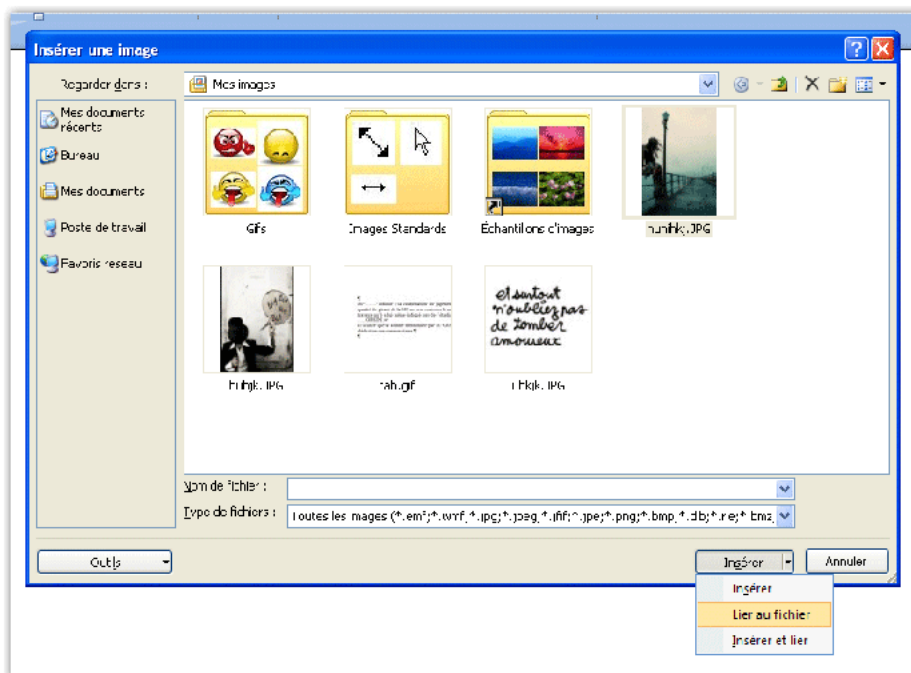 Insérer une image
Regarder dans :
Mes images
Mes documents
récents
Bureau
Mes documents
Poste de travail
Favoris réseau
Gifs
Images Standards
Échantillons d'images
et surtout
n'oubliez pas
de tomber
amoureux
Nom de fichier :
Type de fichiers :
Toutes les images (*.emf;*.wmf;*.jpg;*.jpeg;*.jfif;*.jpe;*.png;*.bmp;*.dib;*.rle;*.bmz;
Outils
Insérer
Annuler
Insérer
Lier au fichier
Insérer et lier